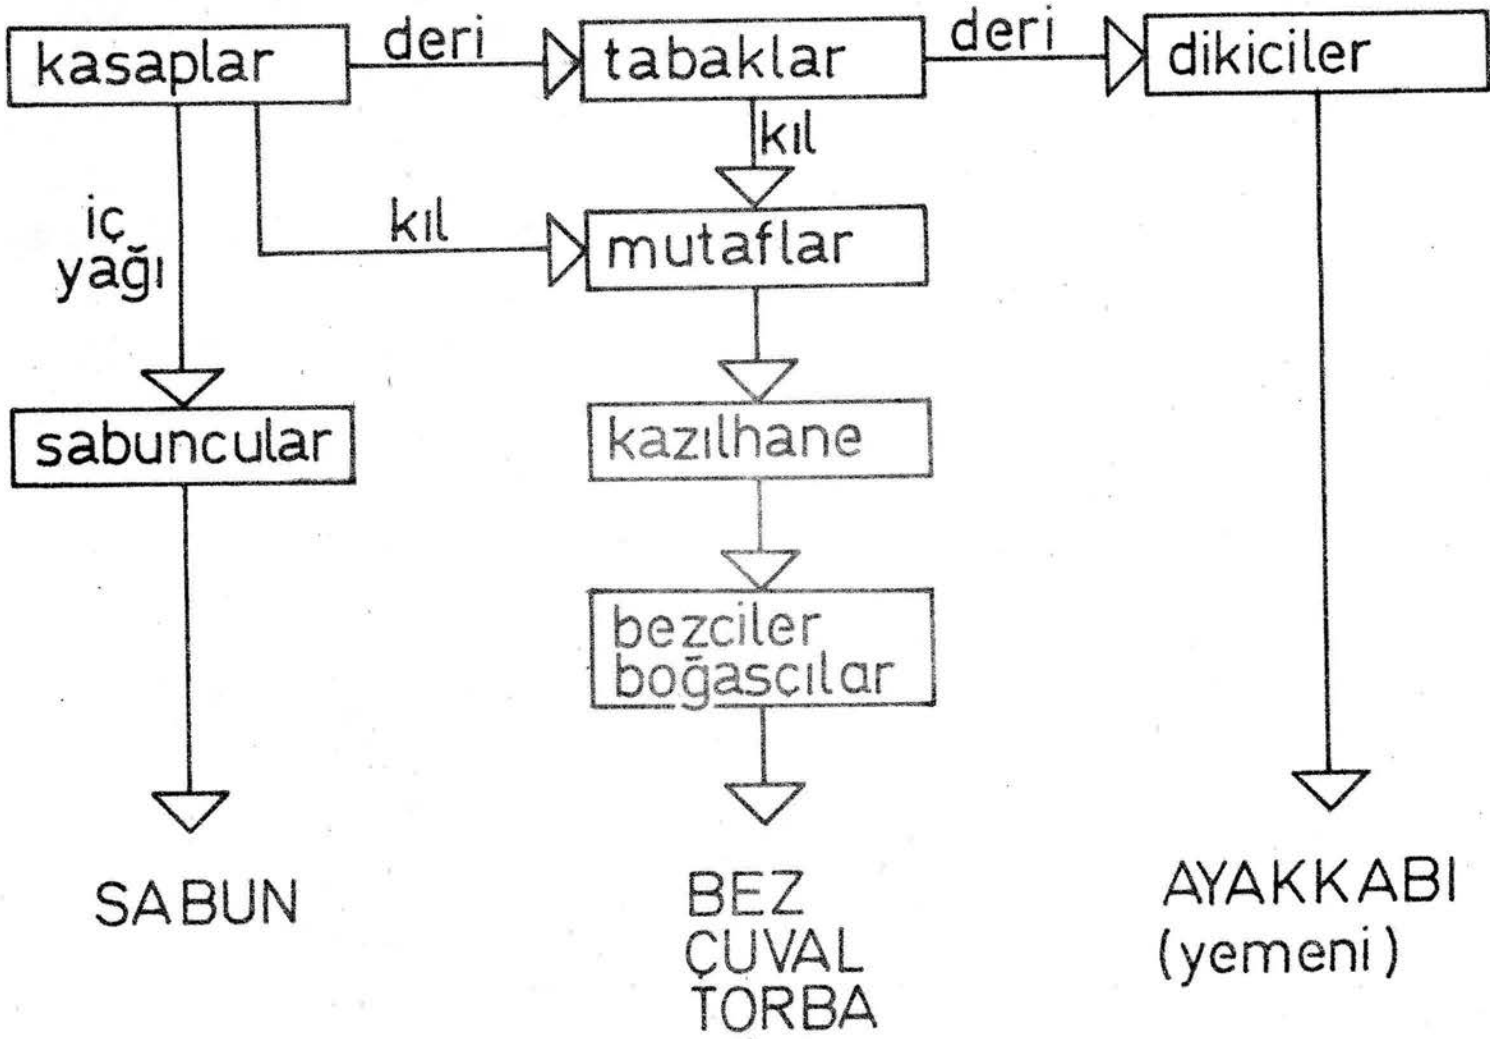 kasaplar
deri
tabaklar
deri
dikiciler
kıl
iç
yağı
kıl
mutaflar
sabuncular
kazılhane
bezciler
boğasçılar
SABUN
BEZ
ÇUVAL
TORBA
AYAKKABI
(yemeni)